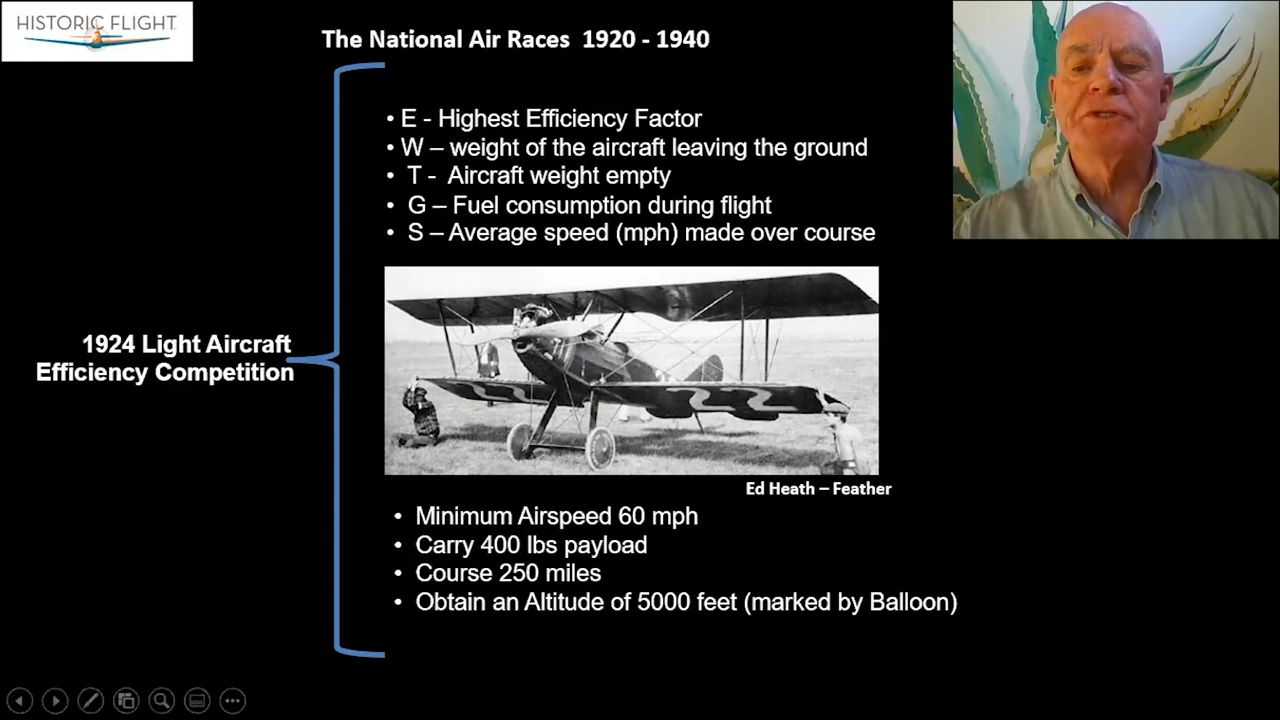 HISTORIC FLIGHT
The National Air Races 1920 - 1940
• E - Highest Efficiency Factor
• W – weight of the aircraft leaving the ground
• T - Aircraft weight empty
• G – Fuel consumption during flight
• S – Average speed (mph) made over course
1924 Light Aircraft
Efficiency Competition
Ed Heath – Feather
• Minimum Airspeed 60 mph
• Carry 400 lbs payload
• Course 250 miles
• Obtain an Altitude of 5000 feet (marked by Balloon)